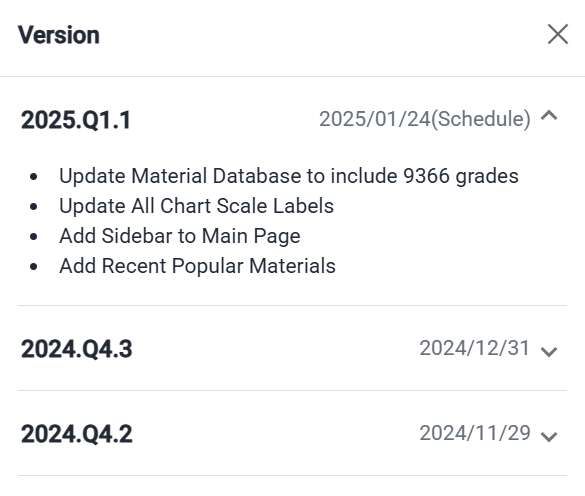 Version
2025.Q1.1 2025/01/24(Schedule)
• Update Material Database to include 9366 grades
• Update All Chart Scale Labels
• Add Sidebar to Main Page
• Add Recent Popular Materials
2024.Q4.3 2024/12/31
2024.Q4.2 2024/11/29